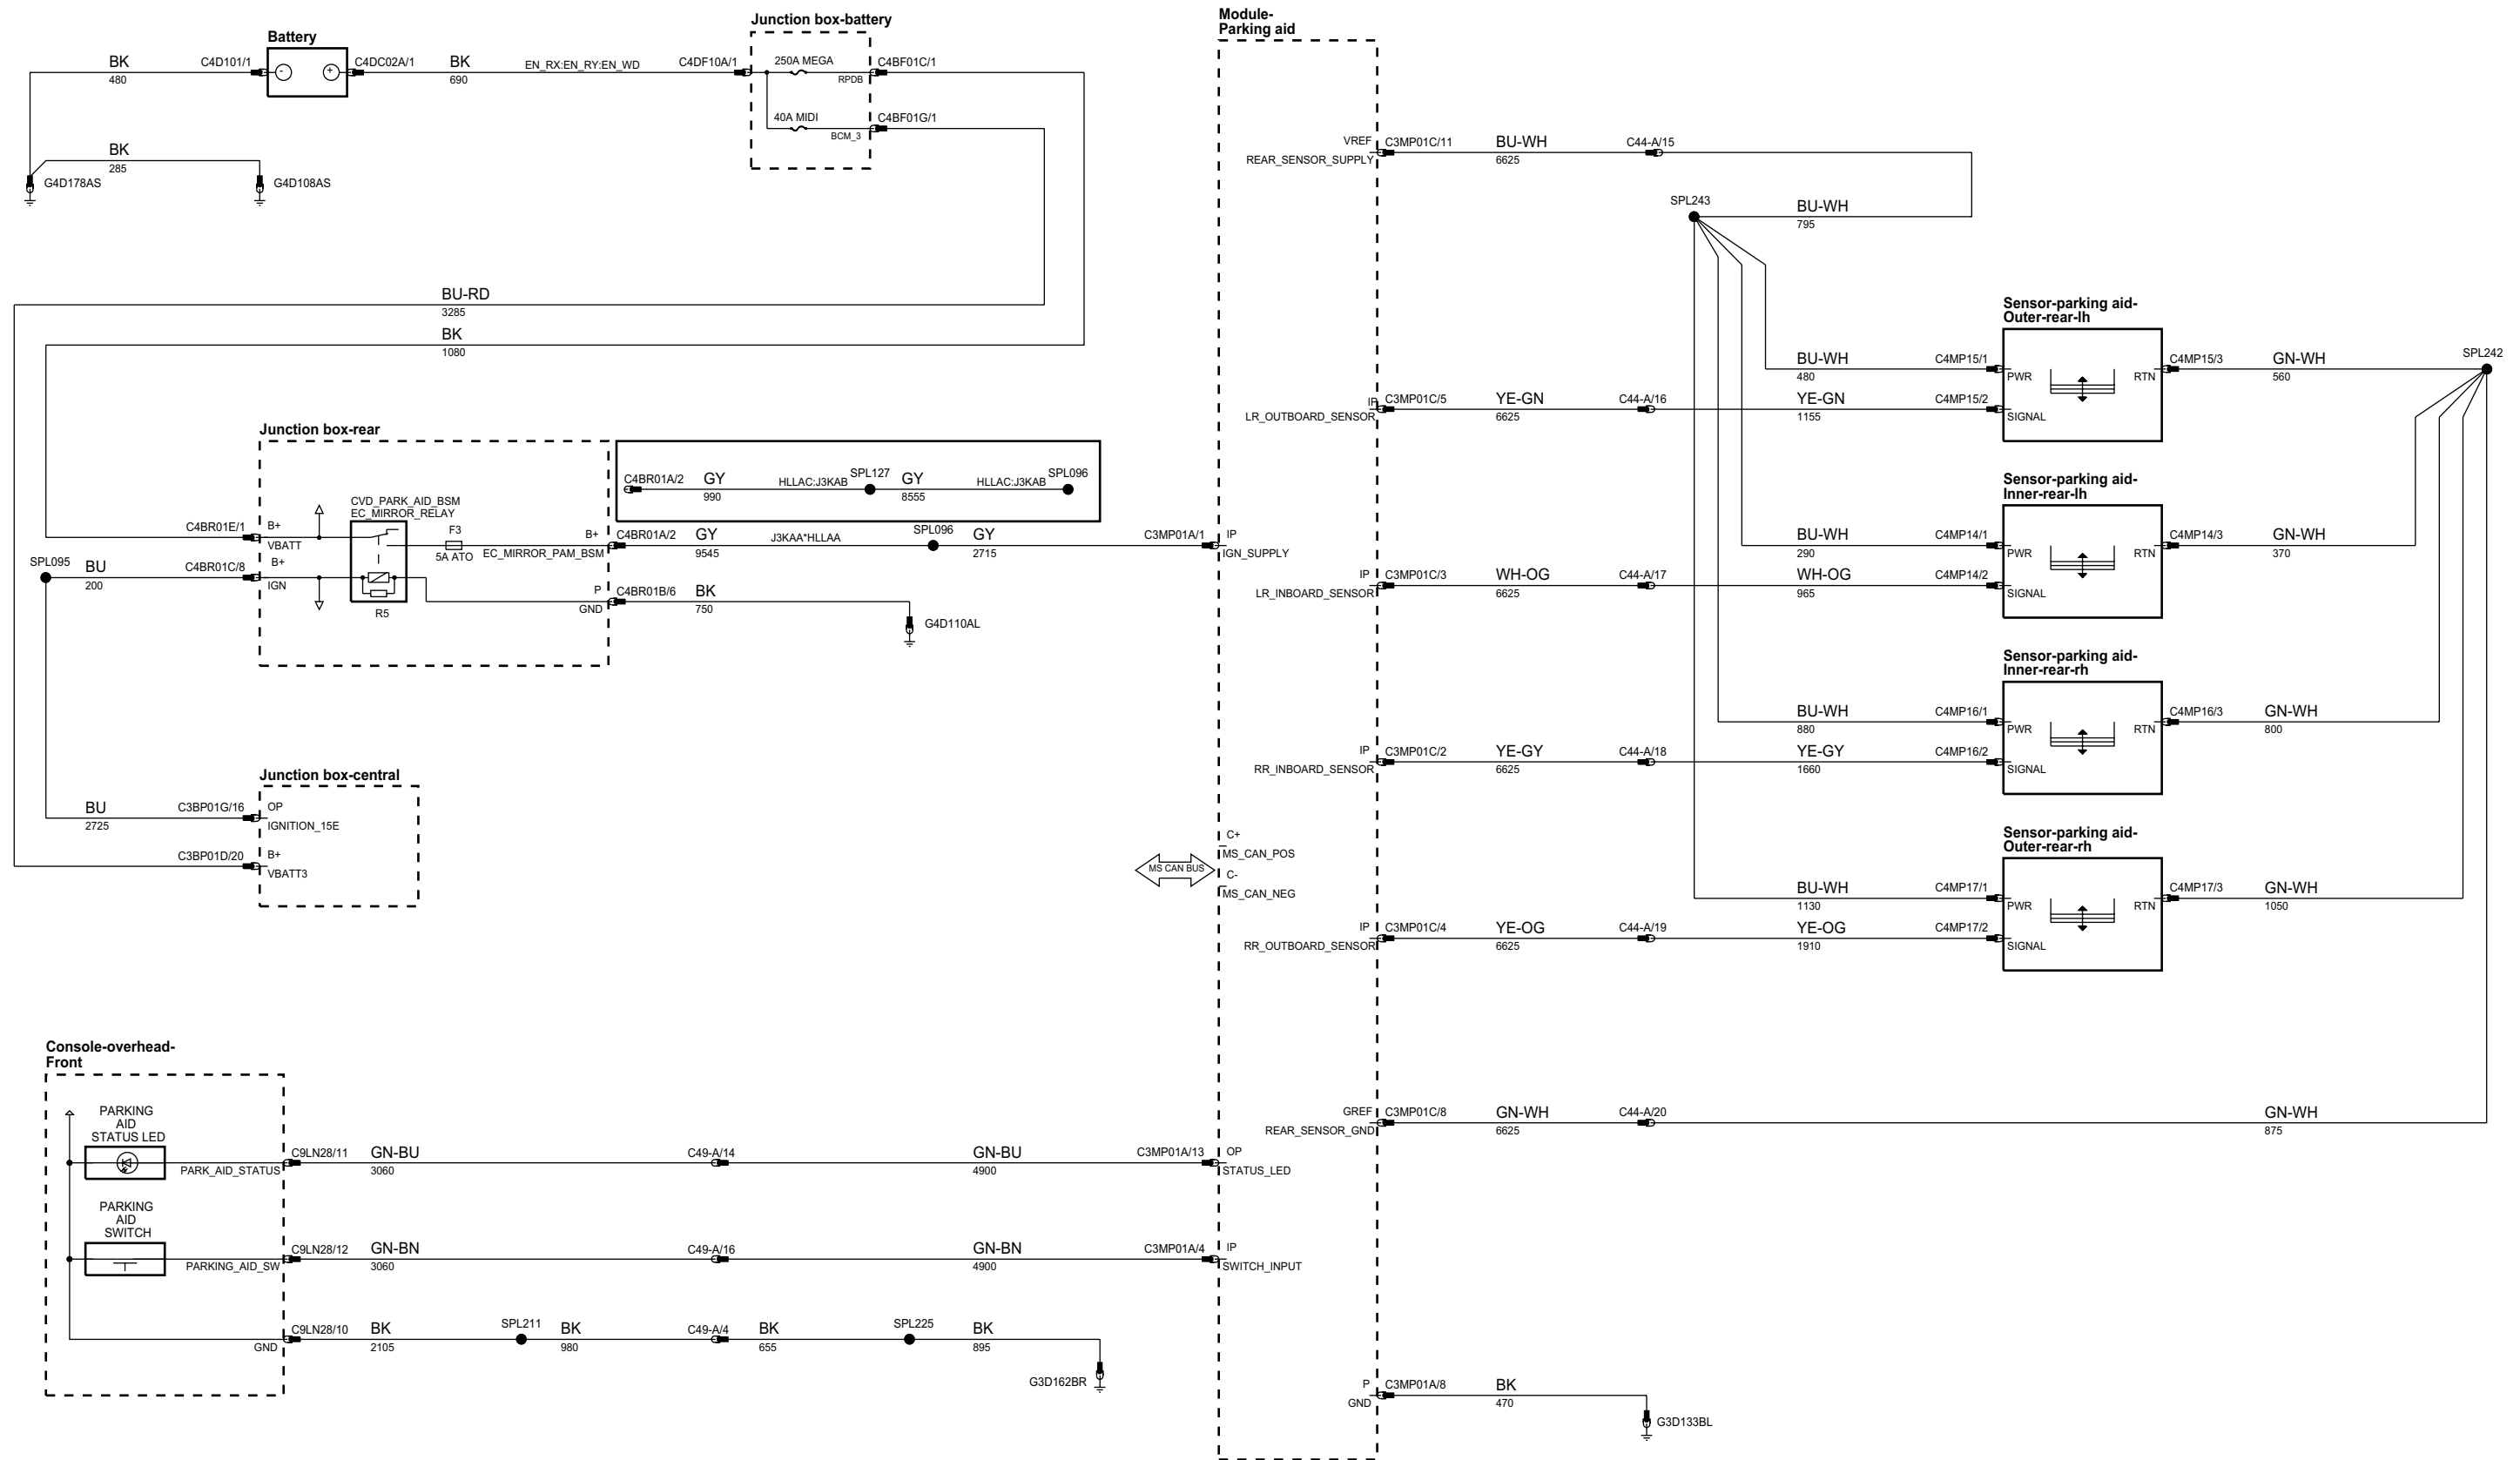 Battery
BK
480
C4D101/1
-
+
C4DC02A/1
BK
690
EN_RX:EN_RY:EN_WD
C4DF10A/1
Junction box-battery
250A MEGA
RPDB
C4BF01C/1
40A MIDI
BCM_3
C4BF01G/1
BK
285
G4D178AS
G4D108AS
BU-RD
3285
BK
1080
Junction box-rear
CVD_PARK_AID_BSM
EC_MIRROR_RELAY
C4BR01E/1
B+
VBATT
F3
5A ATO
B+
EC_MIRROR_PAM_BSM
SPL095
BU
200
C4BR01C/8
B+
IGN
R5
P
GND
C4BR01A/2
GY
990
HLLAC:J3KAB
SPL127
GY
8555
HLLAC:J3KAB
SPL096
C4BR01A/2
GY
9545
J3KAA*HLLAA
SPL096
GY
2715
C3MP01A/1
IP
IGN_SUPPLY
C4BR01B/6
BK
750
G4D110AL
Junction box-central
BU
2725
C3BP01G/16
OP
IGNITION_15E
C3BP01D/20
B+
VBATT3
MS CAN BUS
C+
MS_CAN_POS
C-
MS_CAN_NEG
Console-overhead-
Front
PARKING
AID
STATUS LED
PARK_AID_STATUS
C9LN28/11
GN-BU
3060
C49-A/14
GN-BU
4900
C3MP01A/13
OP
STATUS_LED
PARKING
AID
SWITCH
PARKING_AID_SW
C9LN28/12
GN-BN
3060
C49-A/16
GN-BN
4900
C3MP01A/4
IP
SWITCH_INPUT
GND
C9LN28/10
BK
2105
SPL211
BK
980
C49-A/4
BK
655
SPL225
BK
895
G3D162BR
Module-
Parking aid
VREF
REAR_SENSOR_SUPPLY
C3MP01C/11
BU-WH
6625
C44-A/15
SPL243
BU-WH
795
Sensor-parking aid-
Outer-rear-lh
BU-WH
480
C4MP15/1
PWR
RTN
C4MP15/3
GN-WH
560
SPL242
IP
LR_OUTBOARD_SENSOR
C3MP01C/5
YE-GN
6625
C44-A/16
YE-GN
1155
C4MP15/2
SIGNAL
Sensor-parking aid-
Inner-rear-lh
BU-WH
290
C4MP14/1
PWR
RTN
C4MP14/3
GN-WH
370
IP
LR_INBOARD_SENSOR
C3MP01C/3
WH-OG
6625
C44-A/17
WH-OG
965
C4MP14/2
SIGNAL
Sensor-parking aid-
Inner-rear-rh
BU-WH
880
C4MP16/1
PWR
RTN
C4MP16/3
GN-WH
800
IP
RR_INBOARD_SENSOR
C3MP01C/2
YE-GY
6625
C44-A/18
YE-GY
1660
C4MP16/2
SIGNAL
Sensor-parking aid-
Outer-rear-rh
BU-WH
1130
C4MP17/1
PWR
RTN
C4MP17/3
GN-WH
1050
IP
RR_OUTBOARD_SENSOR
C3MP01C/4
YE-OG
6625
C44-A/19
YE-OG
1910
C4MP17/2
SIGNAL
GREF
REAR_SENSOR_GND
C3MP01C/8
GN-WH
6625
C44-A/20
GN-WH
875
P
GND
C3MP01A/8
BK
470
G3D133BL